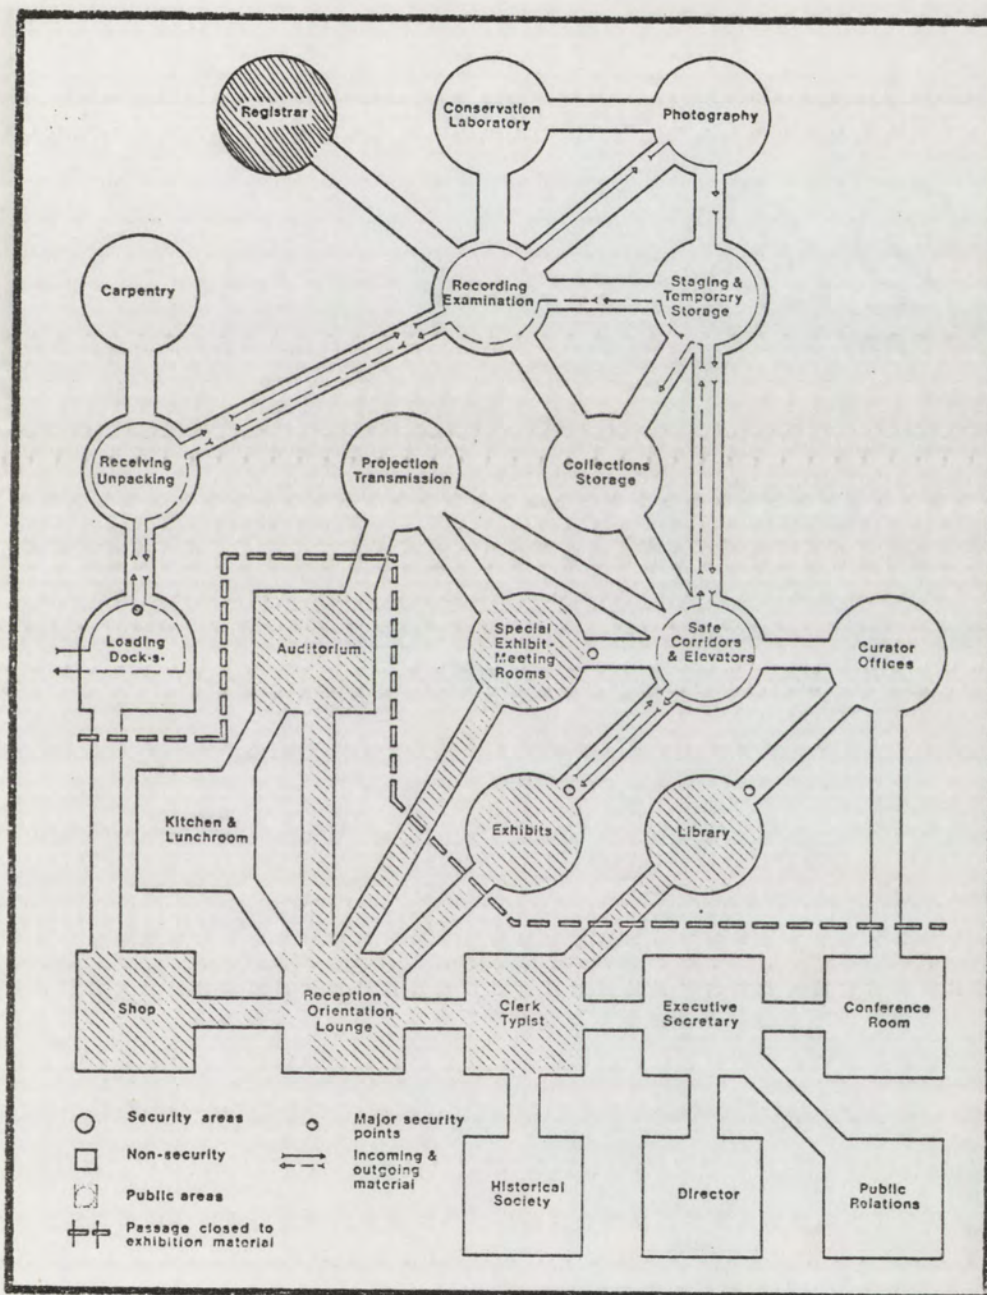 Registrar
Conservation
Laboratory
Photography
Carpentry
Recording
Examination
Staging &
Temporary
Storage
Receiving
Unpacking
Projection
Transmission
Collections
Storage
Loading
Dock-s-
Auditorium
Special
Exhibit-
Meeting
Rooms
Safe
Corridors
& Elevators
Curator
Offices
Kitchen &
Lunchroom
Exhibits
Library
Shop
Reception
Orientation
Lounge
Clerk
Typist
Executive
Secretary
Conference
Room
Historical
Society
Director
Public
Relations
Security areas
Non-security
Public areas
Passage closed to
exhibition material
Major security
points
Incoming &
outgoing
material